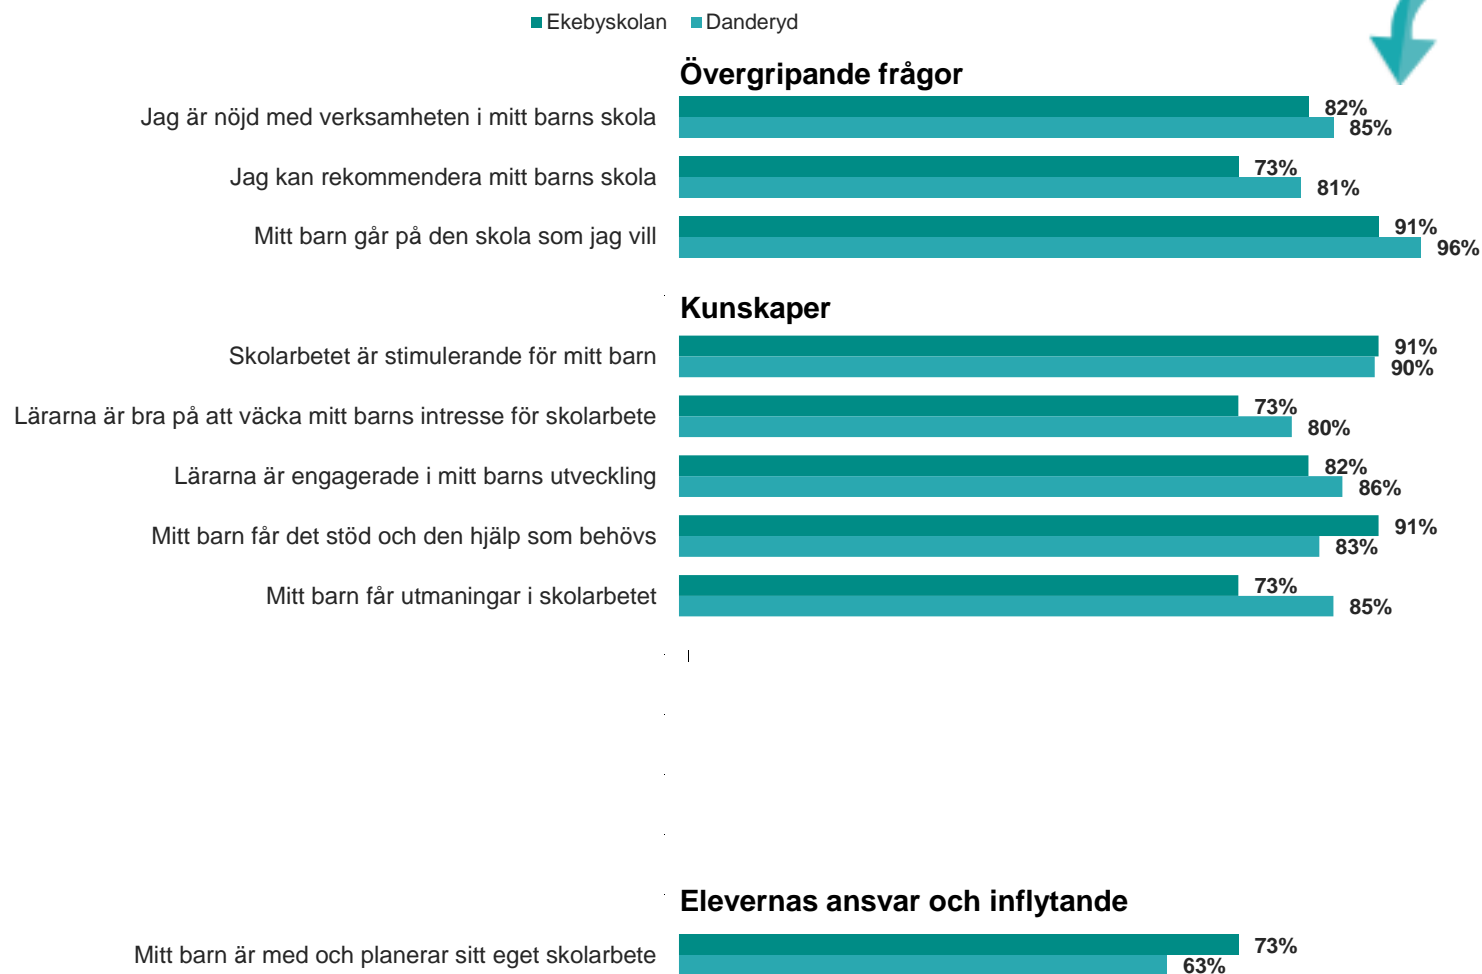 Ekebyskolan Danderyd
Övergripande frågor
Jag är nöjd med verksamheten i mitt barns skola 82%
85%
Jag kan rekommendera mitt barns skola 73%
81%
Mitt barn går på den skola som jag vill 91%
96%
Kunskaper
Skolarbetet är stimulerande för mitt barn 91%
90%
Lärarna är bra på att väcka mitt barns intresse för skolarbete 73%
80%
Lärarna är engagerade i mitt barns utveckling 82%
86%
Mitt barn får det stöd och den hjälp som behövs 91%
83%
Mitt barn får utmaningar i skolarbetet 73%
85%
Elevernas ansvar och inflytande
Mitt barn är med och planerar sitt eget skolarbete 73%
63%